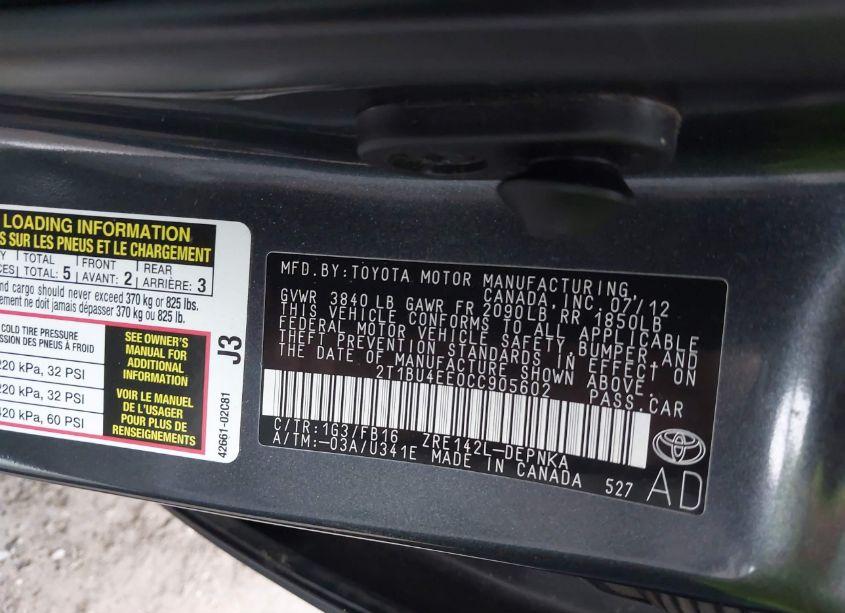 LOADING INFORMATION
SUR LES PNEUS ET LE CHARGEMENT
TOTAL FRONT REAR
TOTAL: 5 AVANT: 2 ARRIÈRE: 3
and cargo should never exceed 370 kg or 825 lbs.
ne doit jamais dépasser 370 kg ou 825 lb.
COLD TIRE PRESSURE
DES PNEUS À FROID
220 kPa, 32 PSI
220 kPa, 32 PSI
420 kPa, 60 PSI
SEE OWNER'S
MANUAL FOR
ADDITIONAL
INFORMATION
VOIR LE MANUEL
DE L'USAGER
POUR PLUS DE
RENSEIGNEMENTS
J3
42661-02C81
MFD.BY:TOYOTA MOTOR MANUFACTURING,
CANADA,INC. 07/12
GVWR 3840LB GAWR FR 2090LB RR 1850LB
THIS VEHICLE CONFORMS TO ALL APPLICABLE
FEDERAL MOTOR VEHICLE SAFETY,BUMPER,AND
THEFT PREVENTION STANDARDS IN EFFECT ON
THE DATE OF MANUFACTURE SHOWN ABOVE.
2T1BU4EE0CC905602 PASS.CAR
C/TR:1G3/FB16 ZRE142L-DEPNKA
A/TM:-03A/U341E MADE IN CANADA 527
AD